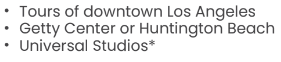 • Tours of downtown Los Angeles
• Getty Center or Huntington Beach
• Universal Studios*